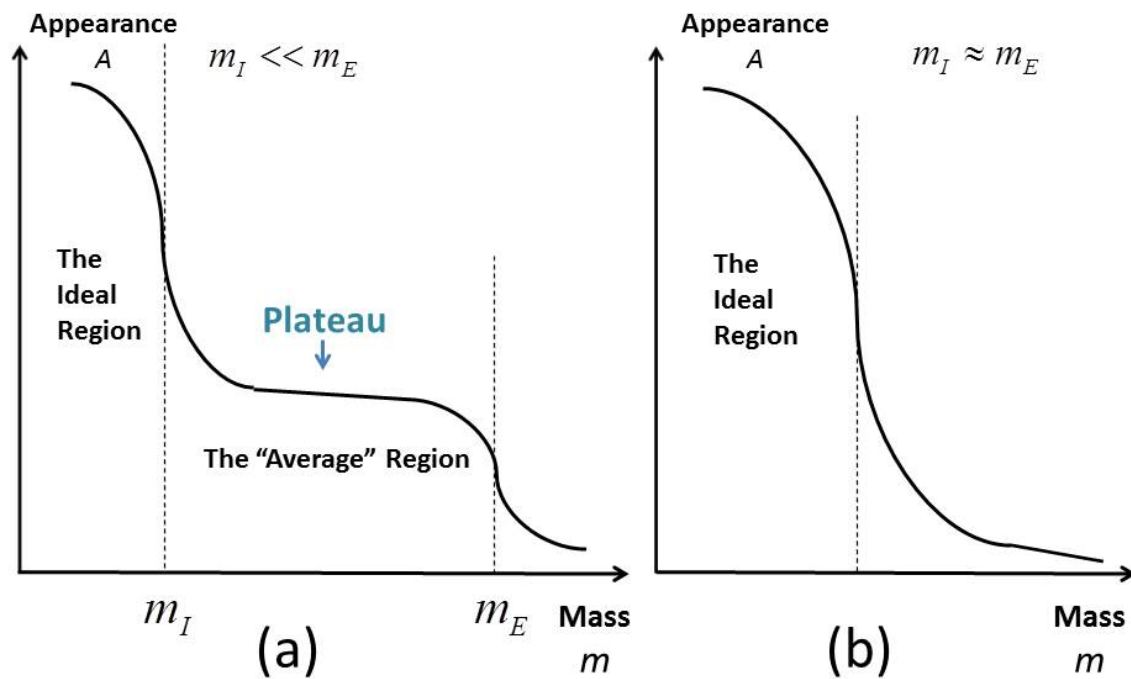 Appearance
A
m_I << m_E
The
Ideal
Region
Plateau
The “Average” Region
m_I
m_E
Mass
m
(a)
Appearance
A
m_I ≈ m_E
The
Ideal
Region
Mass
m
(b)